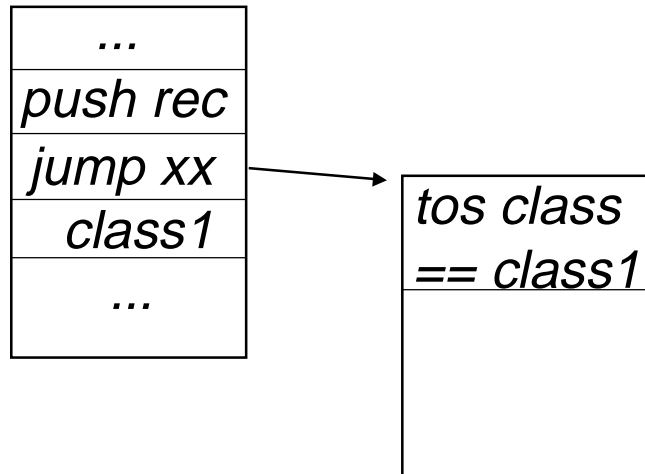 ...
push rec
jump xx
class1
...
tos class
== class1